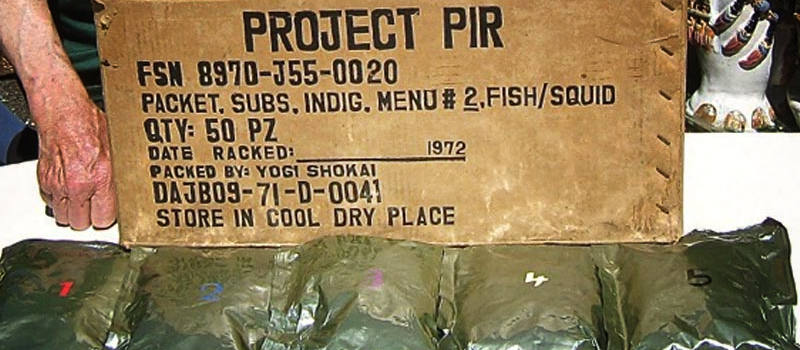 PROJECT PIR
FSN 8970-J55-0020
PACKET, SUBS, INDIG, MENU # 2, FISH/SQUID
QTY: 50 PZ
DATE RACKED: 1972
PACKED BY: YOGI SHOKAI
DAJB09-71-D-0041
STORE IN COOL DRY PLACE
1 2 3 4 5